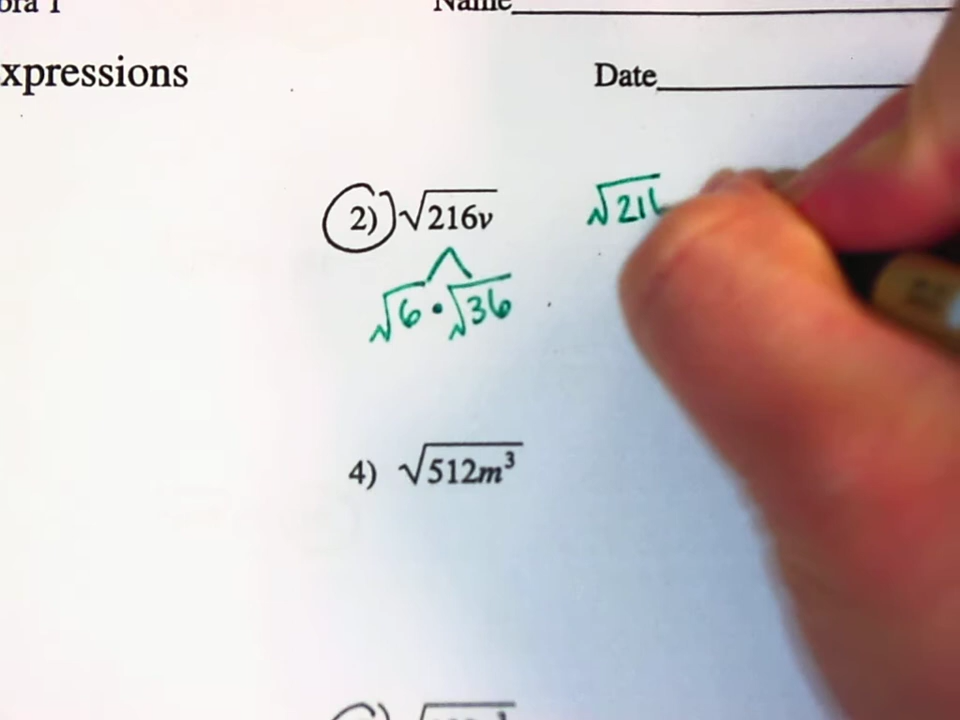 Name
xpressions Date
2) √216v √216
√6 • √36
4) √512m³